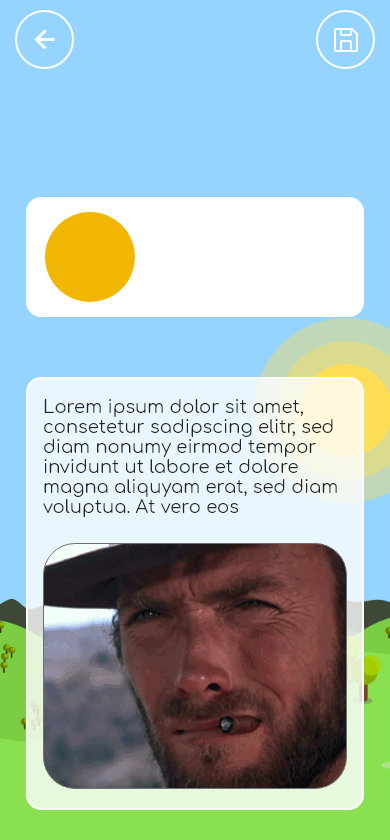 Lorem ipsum dolor sit amet,
consetetur sadipscing elitr, sed
diam nonumy eirmod tempor
invidunt ut labore et dolore
magna aliquyam erat, sed diam
voluptua. At vero eos